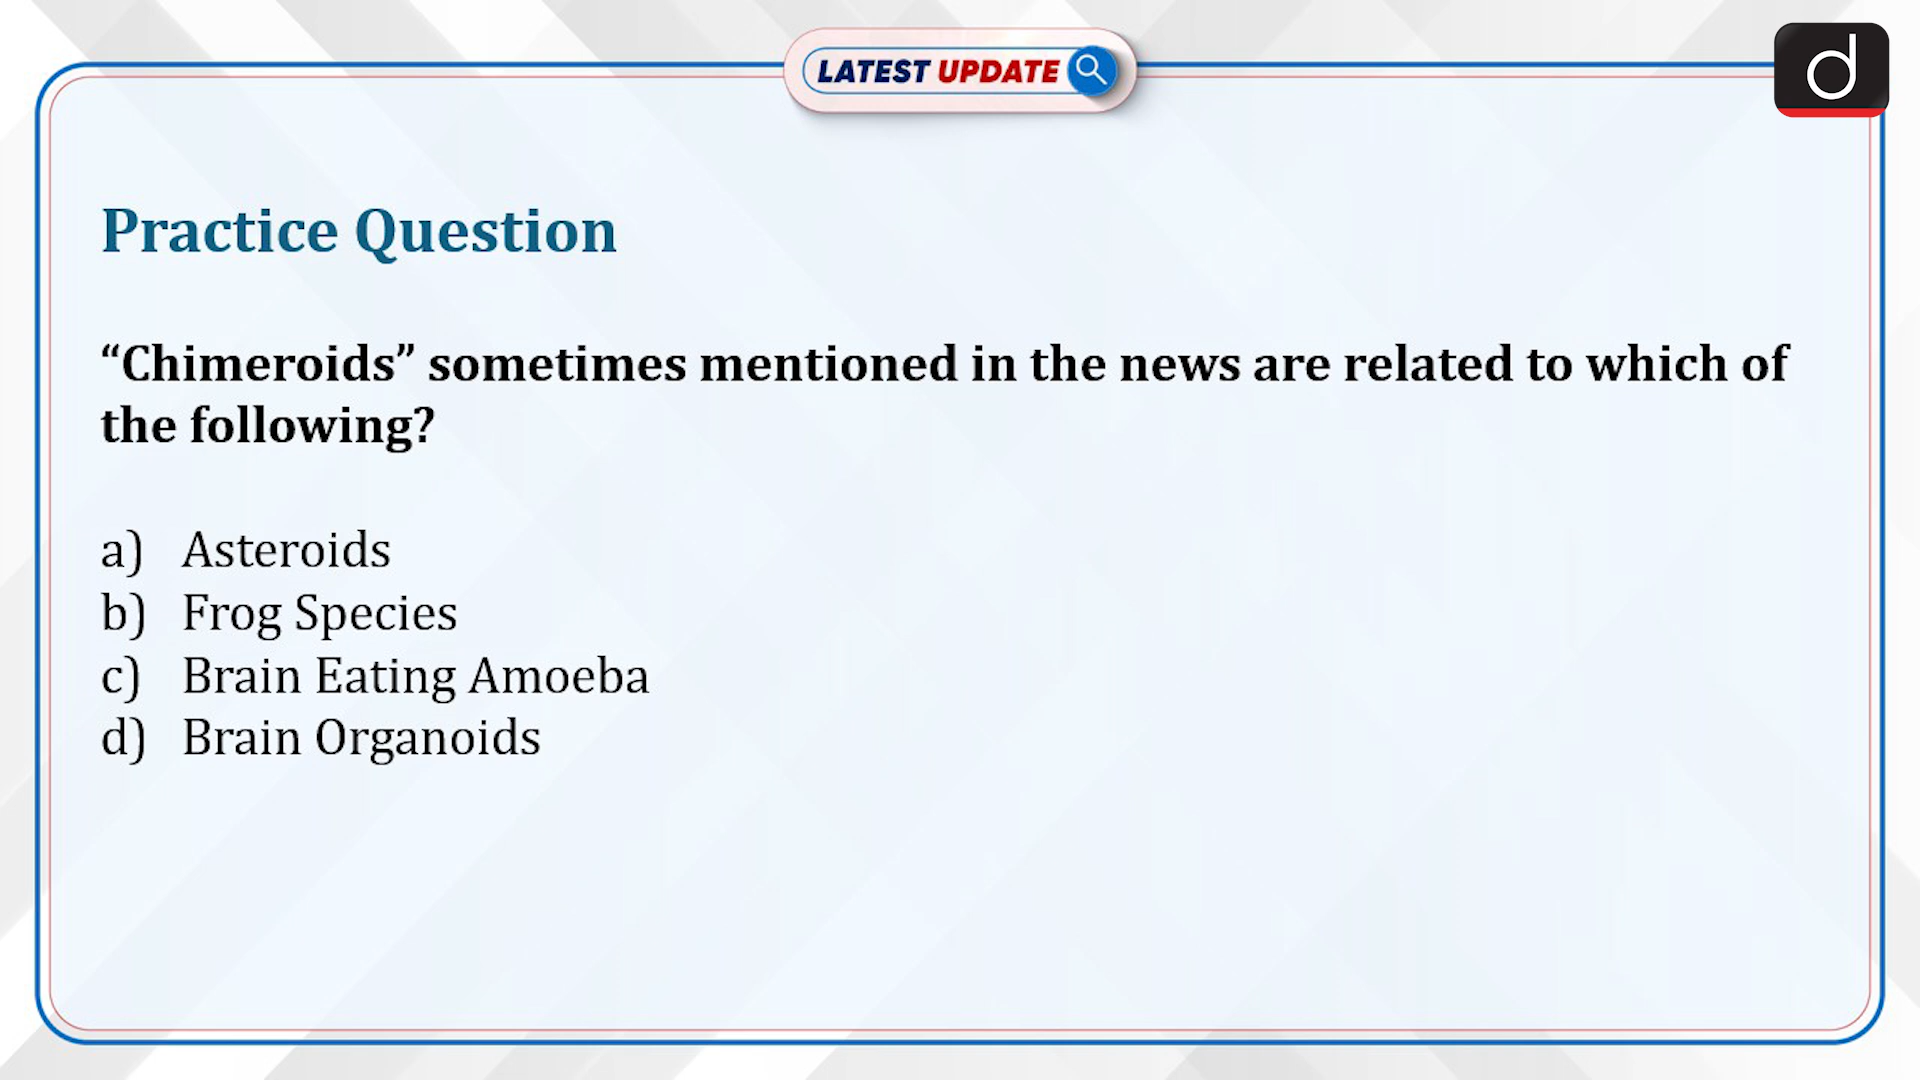 LATEST UPDATE
d
Practice Question
“Chimeroids” sometimes mentioned in the news are related to which of
the following?
a) Asteroids
b) Frog Species
c) Brain Eating Amoeba
d) Brain Organoids